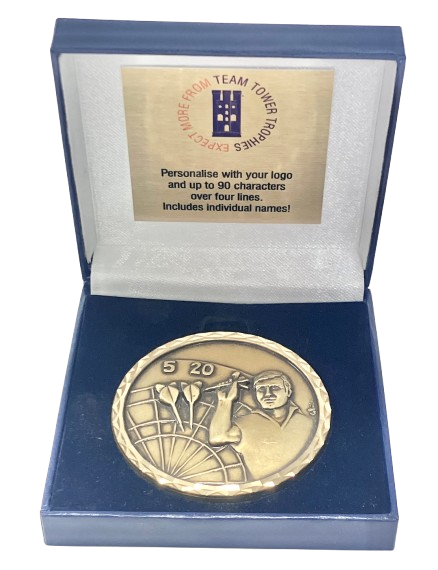 EXPECT MORE FROM TEAM TOWER TROPHIES
Personalise with your logo
and up to 90 characters
over four lines.
Includes individual names!
5 20